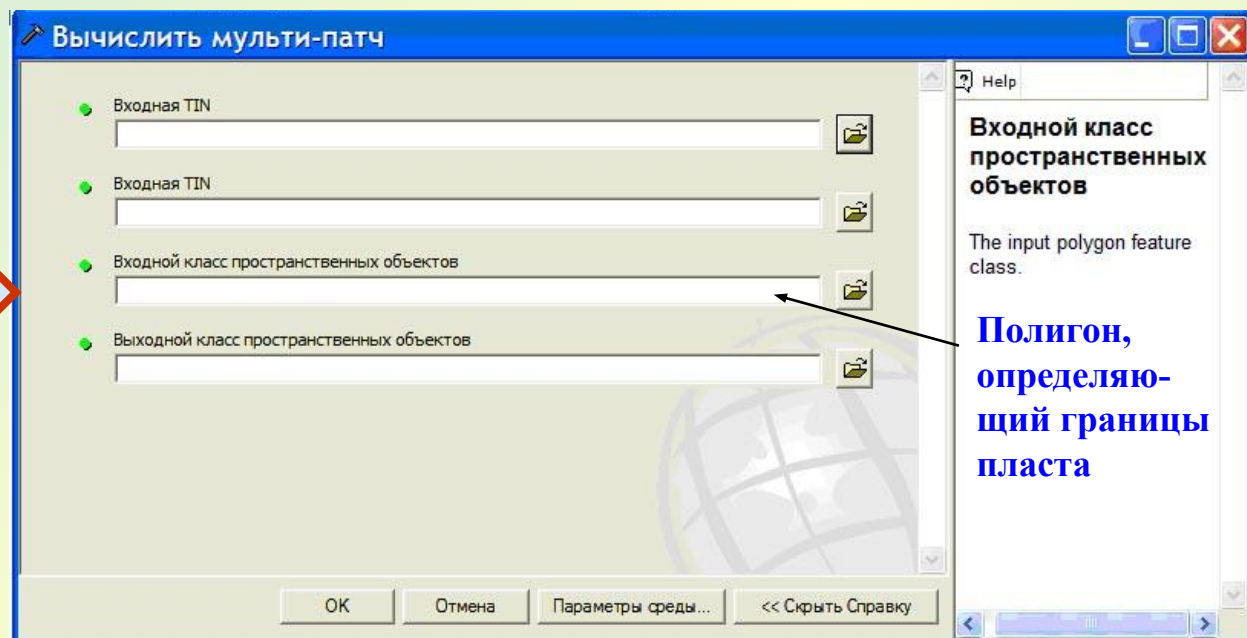 Вычислить мульти-патч
Входная TIN
Входная TIN
Входной класс пространственных объектов
Выходной класс пространственных объектов
OK
Отмена
Параметры среды...
<< Скрыть Справку
Help
Входной класс
пространственных
объектов
The input polygon feature
class.
Полигон,
определяю-
щий границы
пласта